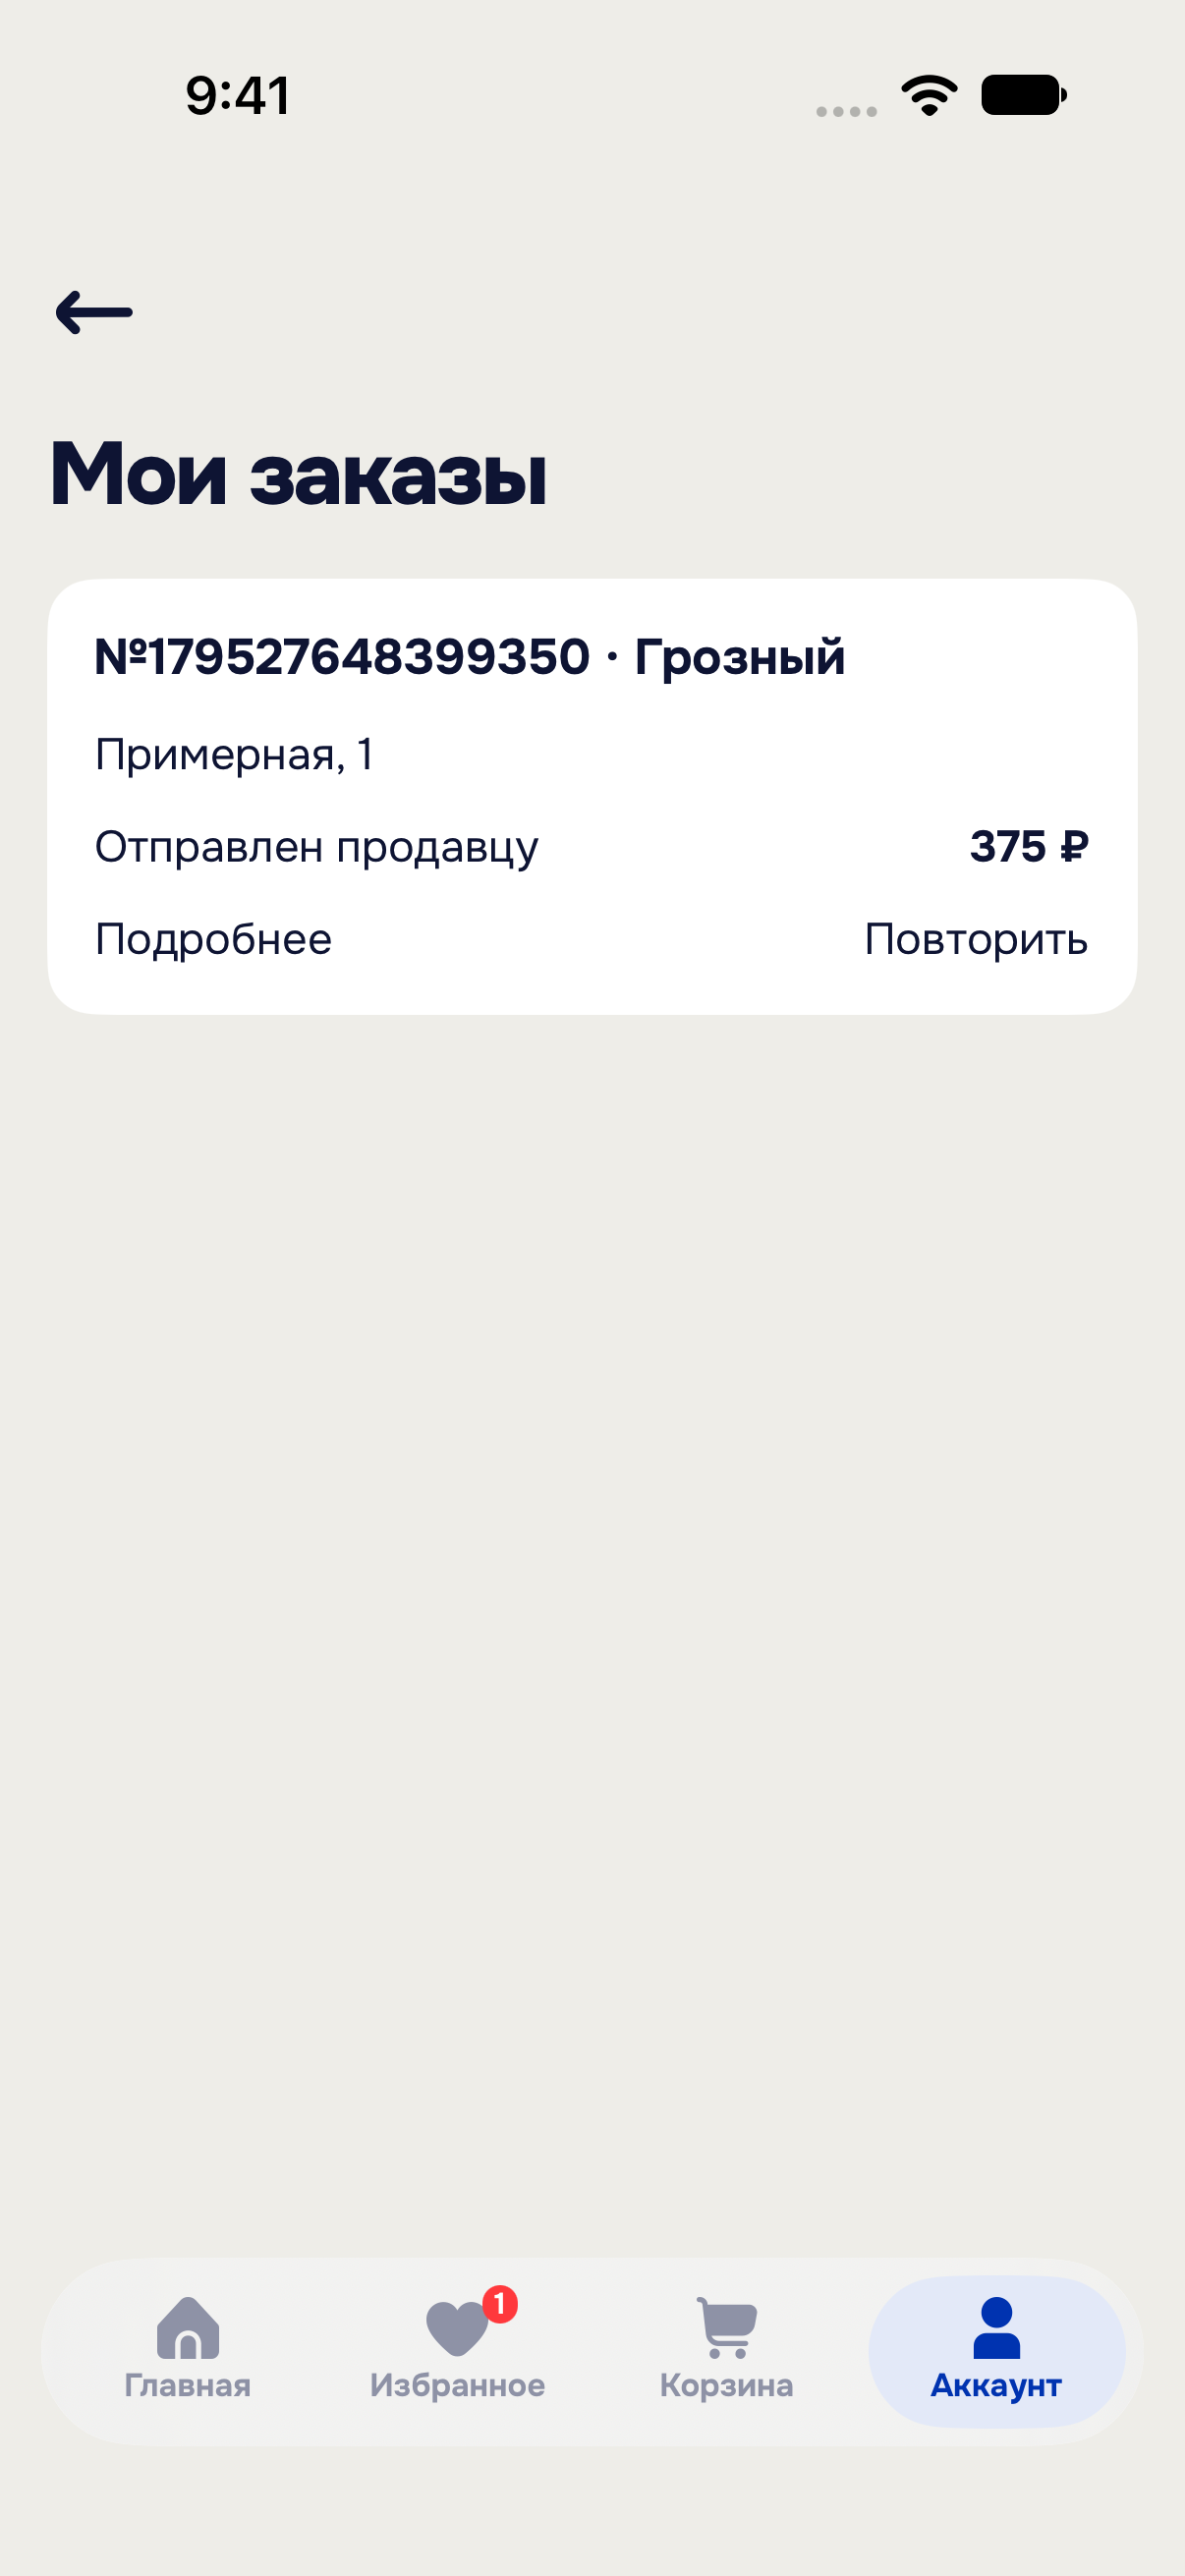 9:41
Мои заказы
№179527648399350 · Грозный
Примерная, 1
Отправлен продавцу 375 ₽
Подробнее Повторить
1
Главная Избранное Корзина Аккаунт